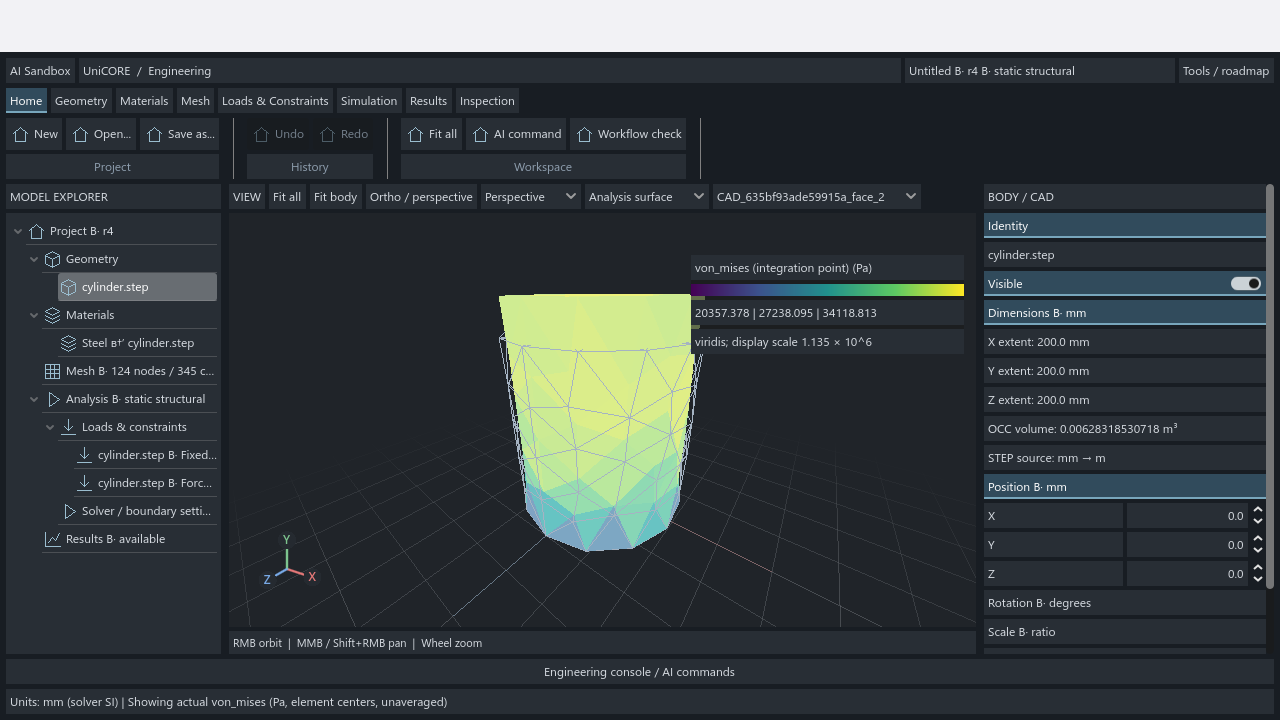 AI Sandbox
UniCORE / Engineering
Untitled В· r4 В· static structural
Tools / roadmap
Home Geometry Materials Mesh Loads & Constraints Simulation Results Inspection
New Open... Save as... Undo Redo Fit all AI command Workflow check
Project History Workspace
MODEL EXPLORER
Project В· r4
Geometry
cylinder.step
Materials
Steel в†’ cylinder.step
Mesh В· 124 nodes / 345 c...
Analysis В· static structural
Loads & constraints
cylinder.step В· Fixed...
cylinder.step В· Forc...
Solver / boundary setti...
Results В· available
VIEW Fit all Fit body Ortho / perspective Perspective Analysis surface CAD_635bf93ade59915a_face_2
von_mises (integration point) (Pa)
20357.378 | 27238.095 | 34118.813
viridis; display scale 1.135 × 10^6
Y
Z X
RMB orbit | MMB / Shift+RMB pan | Wheel zoom
BODY / CAD
Identity
cylinder.step
Visible
Dimensions В· mm
X extent: 200.0 mm
Y extent: 200.0 mm
Z extent: 200.0 mm
OCC volume: 0.00628318530718 m³
STEP source: mm → m
Position В· mm
X 0.0
Y 0.0
Z 0.0
Rotation В· degrees
Scale В· ratio
Engineering console / AI commands
Units: mm (solver SI) | Showing actual von_mises (Pa, element centers, unaveraged)